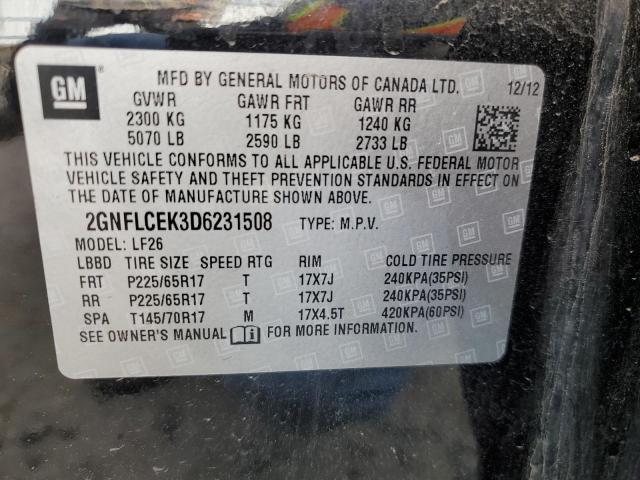 GM
MFD BY GENERAL MOTORS OF CANADA LTD. 12/12
GVWR GAWR FRT GAWR RR
2300 KG 1175 KG 1240 KG
5070 LB 2590 LB 2733 LB
THIS VEHICLE CONFORMS TO ALL APPLICABLE U.S. FEDERAL MOTOR
VEHICLE SAFETY AND THEFT PREVENTION STANDARDS IN EFFECT ON
THE DATE OF MANUFACTURE SHOWN ABOVE.
2GNFLCEK3D6231508 TYPE: M.P.V.
MODEL: LF26
LBBD TIRE SIZE SPEED RTG RIM COLD TIRE PRESSURE
FRT P225/65R17 T 17X7J 240KPA(35PSI)
RR P225/65R17 T 17X7J 240KPA(35PSI)
SPA T145/70R17 M 17X4.5T 420KPA(60PSI)
SEE OWNER'S MANUAL FOR MORE INFORMATION.